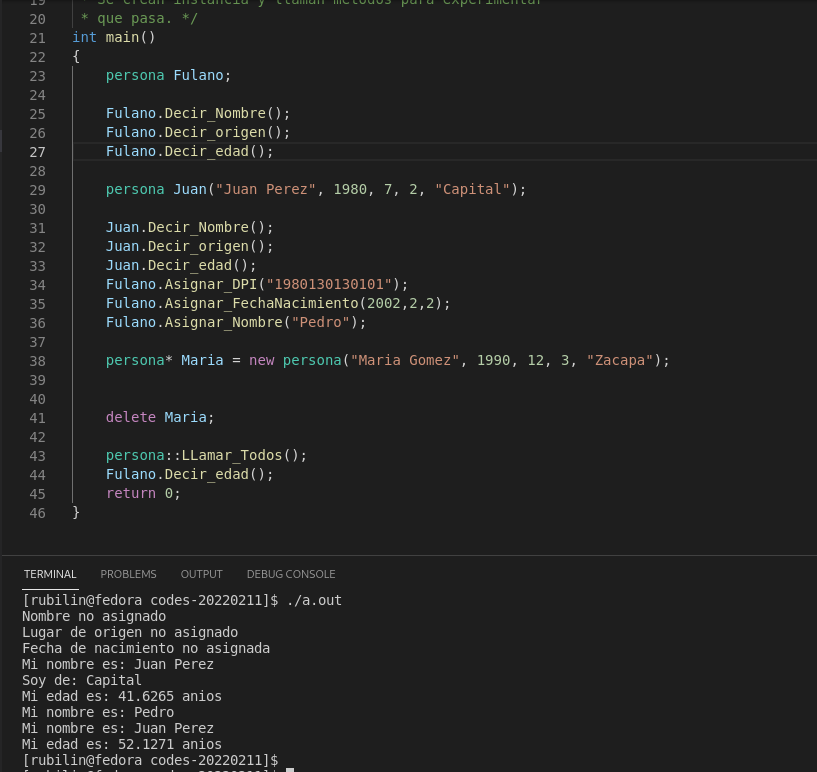 19 * Se crean instancia y llaman metodos para experimentar
20 * que pasa. */
21 int main()
22 {
23 persona Fulano;
24
25 Fulano.Decir_Nombre();
26 Fulano.Decir_origen();
27 Fulano.Decir_edad();
28
29 persona Juan("Juan Perez", 1980, 7, 2, "Capital");
30
31 Juan.Decir_Nombre();
32 Juan.Decir_origen();
33 Juan.Decir_edad();
34 Fulano.Asignar_DPI("1980130130101");
35 Fulano.Asignar_FechaNacimiento(2002,2,2);
36 Fulano.Asignar_Nombre("Pedro");
37
38 persona* Maria = new persona("Maria Gomez", 1990, 12, 3, "Zacapa");
39
40
41 delete Maria;
42
43 persona::LLamar_Todos();
44 Fulano.Decir_edad();
45 return 0;
46 }
TERMINAL PROBLEMS OUTPUT DEBUG CONSOLE
[rubilin@fedora codes-20220211]$ ./a.out
Nombre no asignado
Lugar de origen no asignado
Fecha de nacimiento no asignada
Mi nombre es: Juan Perez
Soy de: Capital
Mi edad es: 41.6265 anios
Mi nombre es: Pedro
Mi nombre es: Juan Perez
Mi edad es: 52.1271 anios
[rubilin@fedora codes-20220211]$